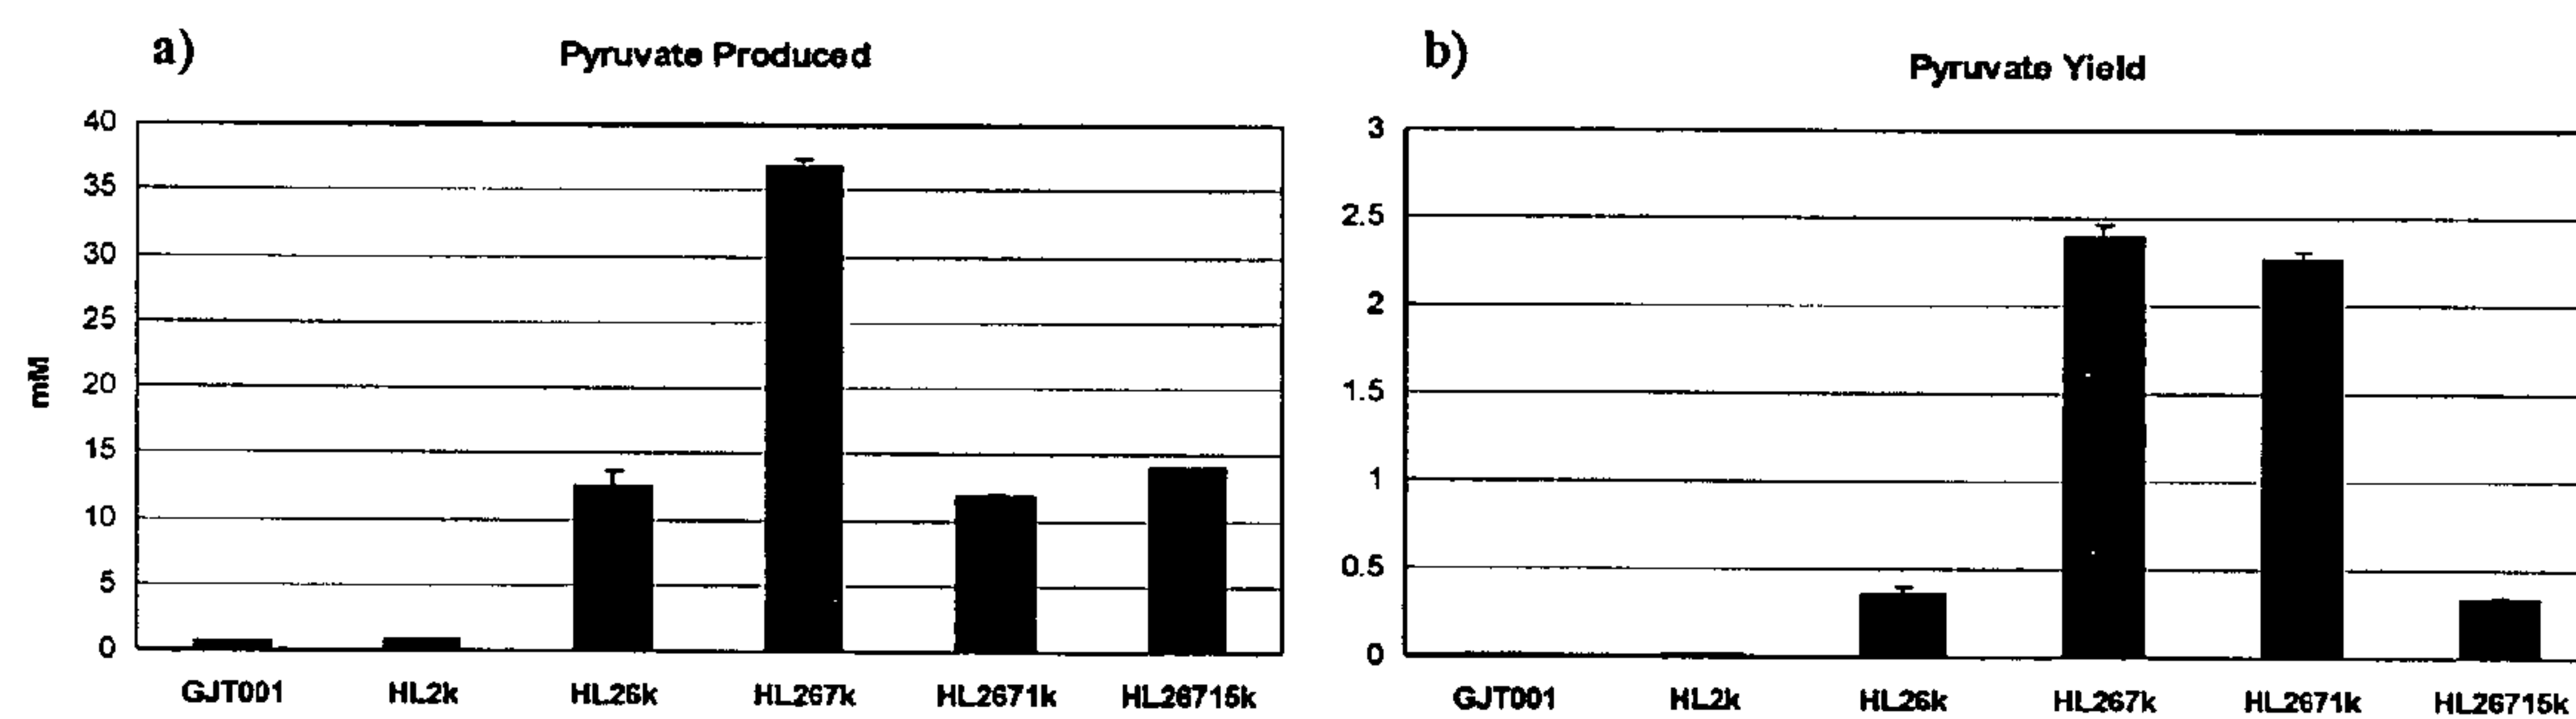 a)
Pyruvate Produced
40
35
30
25
20
15
10
5
0
mM
GJT001 HL2k HL26k HL267k HL2671k HL26715k
b)
Pyruvate Yield
3
2.5
2
1.5
1
0.5
0
GJT001 HL2k HL26k HL267k HL2671k HL26715k